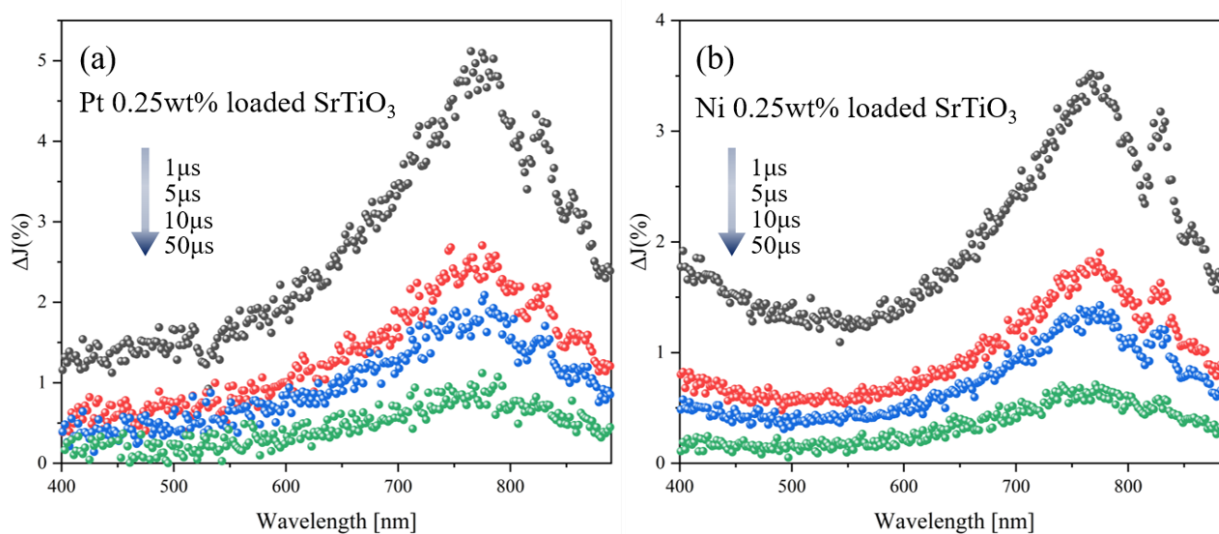 (a)
Pt 0.25wt% loaded SrTiO₃
1μs
5μs
10μs
50μs
ΔJ(%)
5
4
3
2
1
0
400 500 600 700 800
Wavelength [nm]
(b)
Ni 0.25wt% loaded SrTiO₃
1μs
5μs
10μs
50μs
ΔJ(%)
4
3
2
1
0
400 500 600 700 800
Wavelength [nm]